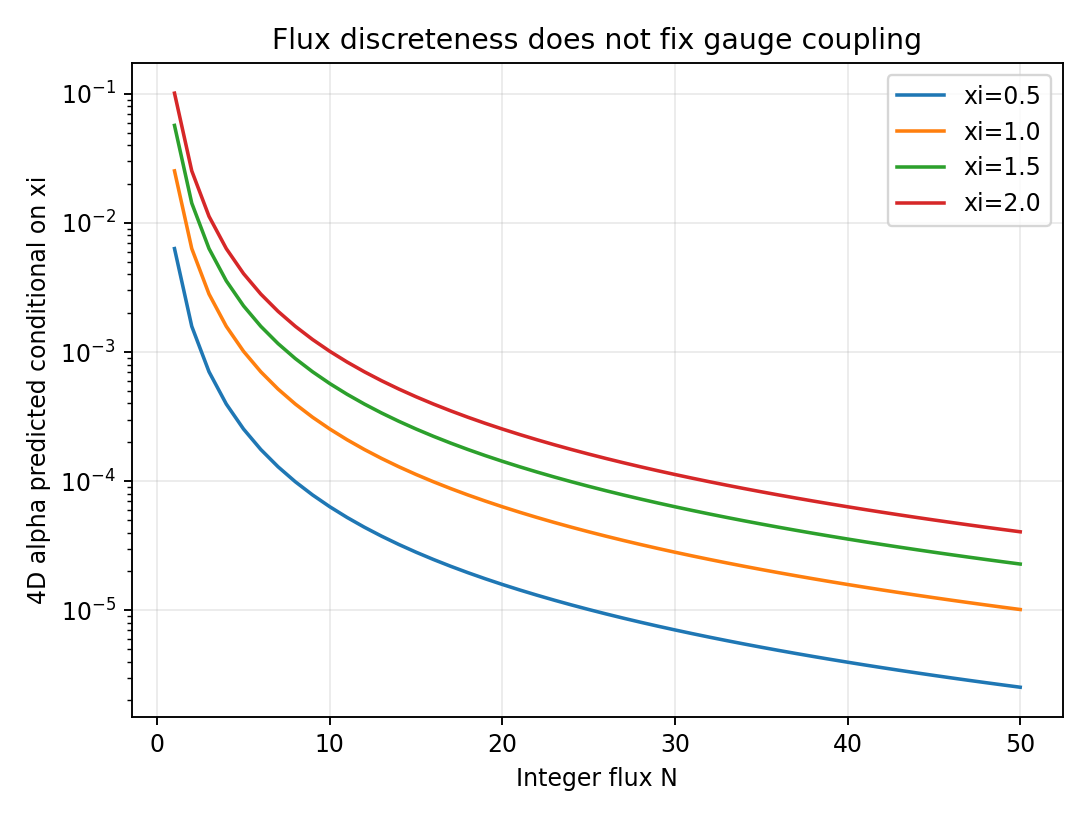 Flux discreteness does not fix gauge coupling
4D alpha predicted conditional on xi
10⁻¹
10⁻²
10⁻³
10⁻⁴
10⁻⁵
xi=0.5
xi=1.0
xi=1.5
xi=2.0
0 10 20 30 40 50
Integer flux N